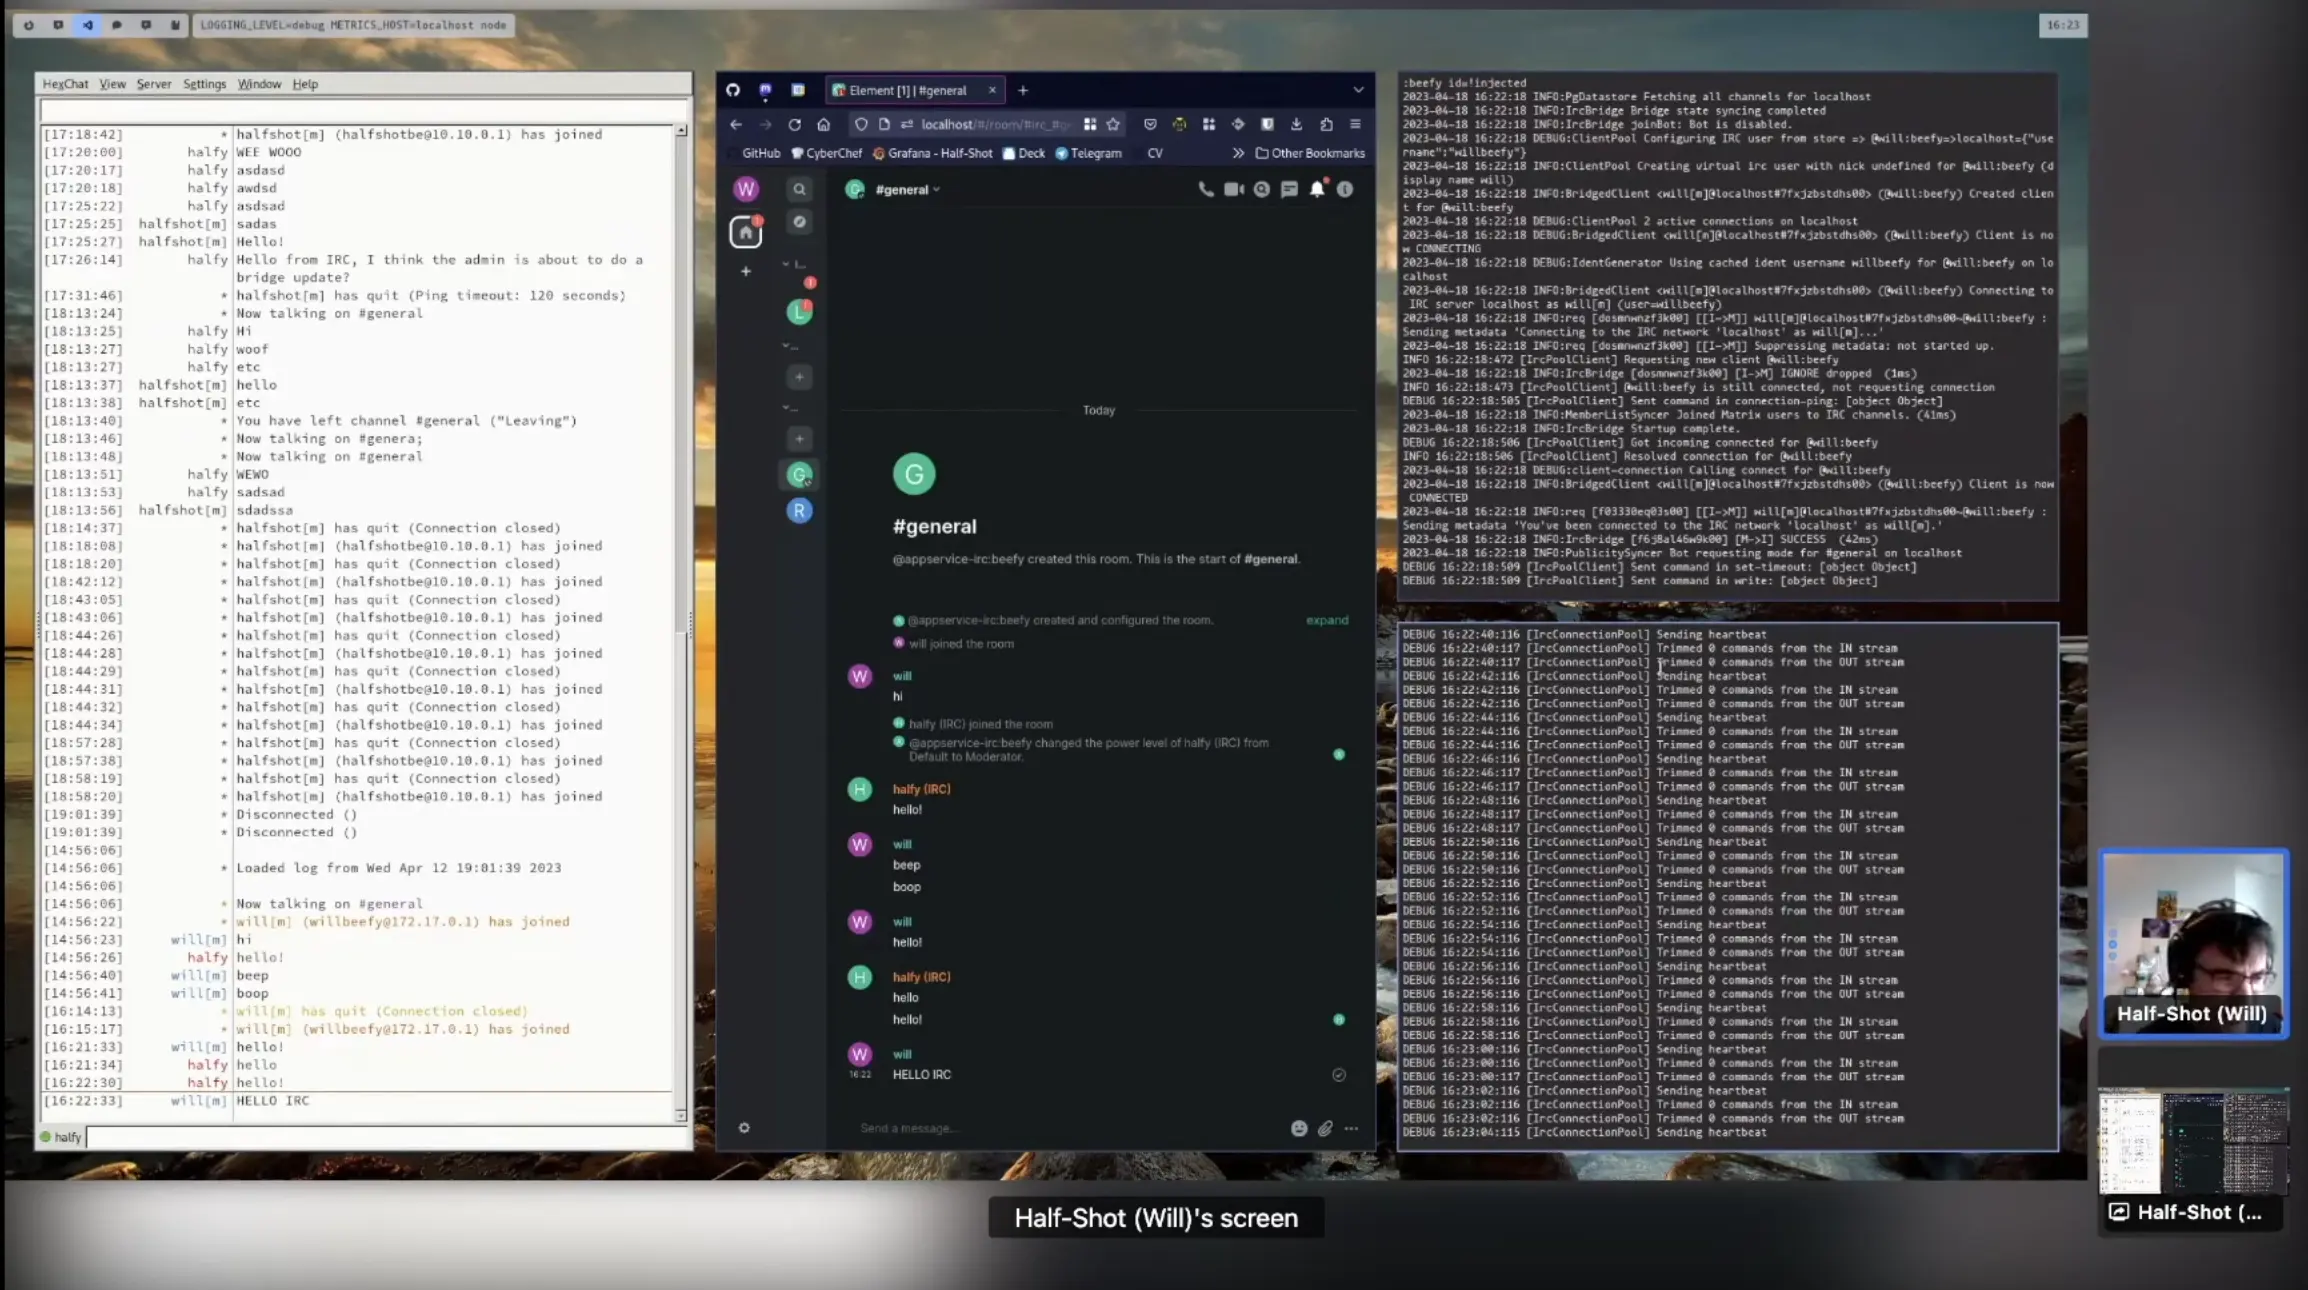 LOGGING_LEVEL=debug METRICS_HOST=localhost node
16:23
HexChat View Server Settings Window Help
[17:18:42] * halfshot[m] (halfshotbe@10.10.0.1) has joined
[17:20:00] halfy WEE WOOO
[17:20:17] halfy asdasd
[17:20:18] halfy awdsd
[17:25:22] halfy asdsad
[17:25:25] halfshot[m] sadas
[17:25:27] halfshot[m] Hello!
[17:26:14] halfy Hello from IRC, I think the admin is about to do a
bridge update?
[17:31:46] * halfshot[m] has quit (Ping timeout: 120 seconds)
[18:13:24] * Now talking on #general
[18:13:25] halfy Hi
[18:13:27] halfy woof
[18:13:27] halfy etc
[18:13:37] halfshot[m] hello
[18:13:38] halfshot[m] etc
[18:13:40] * You have left channel #general ("Leaving")
[18:13:46] * Now talking on #genera;
[18:13:48] * Now talking on #general
[18:13:51] halfy WEWO
[18:13:53] halfy sadsad
[18:13:56] halfshot[m] sdadssa
[18:14:37] * halfshot[m] has quit (Connection closed)
[18:18:08] * halfshot[m] (halfshotbe@10.10.0.1) has joined
[18:18:20] * halfshot[m] has quit (Connection closed)
[18:42:12] * halfshot[m] (halfshotbe@10.10.0.1) has joined
[18:43:05] * halfshot[m] has quit (Connection closed)
[18:43:06] * halfshot[m] (halfshotbe@10.10.0.1) has joined
[18:44:26] * halfshot[m] has quit (Connection closed)
[18:44:28] * halfshot[m] (halfshotbe@10.10.0.1) has joined
[18:44:29] * halfshot[m] has quit (Connection closed)
[18:44:31] * halfshot[m] (halfshotbe@10.10.0.1) has joined
[18:44:32] * halfshot[m] has quit (Connection closed)
[18:44:34] * halfshot[m] (halfshotbe@10.10.0.1) has joined
[18:57:28] * halfshot[m] has quit (Connection closed)
[18:57:38] * halfshot[m] (halfshotbe@10.10.0.1) has joined
[18:58:19] * halfshot[m] has quit (Connection closed)
[18:58:20] * halfshot[m] (halfshotbe@10.10.0.1) has joined
[19:01:39] * Disconnected ()
[19:01:39] * Disconnected ()
[14:56:06]
[14:56:06] * Loaded log from Wed Apr 12 19:01:39 2023
[14:56:06]
[14:56:06] * Now talking on #general
[14:56:22] * will[m] (willbeefy@172.17.0.1) has joined
[14:56:23] will[m] hi
[14:56:26] halfy hello!
[14:56:40] will[m] beep
[14:56:41] will[m] boop
[16:14:13] * will[m] has quit (Connection closed)
[16:15:17] * will[m] (willbeefy@172.17.0.1) has joined
[16:21:33] will[m] hello!
[16:21:34] halfy hello
[16:22:30] halfy hello!
[16:22:33] will[m] HELLO IRC
halfy
Element [1] | #general
localhost/#/room/#irc_#g
GitHub CyberChef Grafana - Half-Shot Deck Telegram CV Other Bookmarks
W
#general
L
G
R
Today
G
#general
@appservice-irc:beefy created this room. This is the start of #general.
@appservice-irc:beefy created and configured the room. expand
will joined the room
W will
hi
halfy (IRC) joined the room
@appservice-irc:beefy changed the power level of halfy (IRC) from
Default to Moderator.
H halfy (IRC)
hello!
W will
beep
boop
W will
hello!
H halfy (IRC)
hello
hello!
W will
16:22 HELLO IRC
Send a message...
:beefy id=!injected
2023-04-18 16:22:18 INFO:PgDatastore Fetching all channels for localhost
2023-04-18 16:22:18 INFO:IrcBridge Bridge state syncing completed
2023-04-18 16:22:18 INFO:IrcBridge joinBot: Bot is disabled.
2023-04-18 16:22:18 DEBUG:ClientPool Configuring IRC user from store => @will:beefy=>localhost={"use
rname":"willbeefy"}
2023-04-18 16:22:18 INFO:ClientPool Creating virtual irc user with nick undefined for @will:beefy (d
isplay name will)
2023-04-18 16:22:18 INFO:BridgedClient <will[m]@localhost#7fxjzbstdhs00> (@will:beefy) Created clien
t for @will:beefy
2023-04-18 16:22:18 DEBUG:ClientPool 2 active connections on localhost
2023-04-18 16:22:18 DEBUG:BridgedClient <will[m]@localhost#7fxjzbstdhs00> (@will:beefy) Client is no
w CONNECTING
2023-04-18 16:22:18 DEBUG:IdentGenerator Using cached ident username willbeefy for @will:beefy on lo
calhost
2023-04-18 16:22:18 INFO:BridgedClient <will[m]@localhost#7fxjzbstdhs00> (@will:beefy) Connecting to
IRC server localhost as will[m] (user=willbeefy)
2023-04-18 16:22:18 INFO:req [dosmnwnzf3k00] [[I->M]] will[m]@localhost#7fxjzbstdhs00~@will:beefy :
Sending metadata 'Connecting to the IRC network 'localhost' as will[m]...'
2023-04-18 16:22:18 INFO:req [dosmnwnzf3k00] [[I->M]] Suppressing metadata: not started up.
INFO 16:22:18:472 [IrcPoolClient] Requesting new client @will:beefy
2023-04-18 16:22:18 INFO:IrcBridge [dosmnwnzf3k00] [I->M] IGNORE dropped (1ms)
INFO 16:22:18:473 [IrcPoolClient] @will:beefy is still connected, not requesting connection
DEBUG 16:22:18:505 [IrcPoolClient] Sent command in connection-ping: [object Object]
2023-04-18 16:22:18 INFO:MemberListSyncer Joined Matrix users to IRC channels. (41ms)
2023-04-18 16:22:18 INFO:IrcBridge Startup complete.
DEBUG 16:22:18:506 [IrcPoolClient] Got incoming connected for @will:beefy
INFO 16:22:18:506 [IrcPoolClient] Resolved connection for @will:beefy
2023-04-18 16:22:18 DEBUG:client-connection Calling connect for @will:beefy
2023-04-18 16:22:18 INFO:BridgedClient <will[m]@localhost#7fxjzbstdhs00> (@will:beefy) Client is now
CONNECTED
2023-04-18 16:22:18 INFO:req [f03330eq03s00] [[I->M]] will[m]@localhost#7fxjzbstdhs00~@will:beefy :
Sending metadata 'You've been connected to the IRC network 'localhost' as will[m].'
2023-04-18 16:22:18 INFO:IrcBridge [f6j8al46w9k00] [M->I] SUCCESS (42ms)
2023-04-18 16:22:18 INFO:PublicitySyncer Bot requesting mode for #general on localhost
DEBUG 16:22:18:509 [IrcPoolClient] Sent command in set-timeout: [object Object]
DEBUG 16:22:18:509 [IrcPoolClient] Sent command in write: [object Object]
DEBUG 16:22:40:116 [IrcConnectionPool] Sending heartbeat
DEBUG 16:22:40:117 [IrcConnectionPool] Trimmed 0 commands from the IN stream
DEBUG 16:22:40:117 [IrcConnectionPool] Trimmed 0 commands from the OUT stream
DEBUG 16:22:42:116 [IrcConnectionPool] Sending heartbeat
DEBUG 16:22:42:116 [IrcConnectionPool] Trimmed 0 commands from the IN stream
DEBUG 16:22:42:116 [IrcConnectionPool] Trimmed 0 commands from the OUT stream
DEBUG 16:22:44:116 [IrcConnectionPool] Sending heartbeat
DEBUG 16:22:44:116 [IrcConnectionPool] Trimmed 0 commands from the IN stream
DEBUG 16:22:44:116 [IrcConnectionPool] Trimmed 0 commands from the OUT stream
DEBUG 16:22:46:116 [IrcConnectionPool] Sending heartbeat
DEBUG 16:22:46:117 [IrcConnectionPool] Trimmed 0 commands from the IN stream
DEBUG 16:22:46:117 [IrcConnectionPool] Trimmed 0 commands from the OUT stream
DEBUG 16:22:48:116 [IrcConnectionPool] Sending heartbeat
DEBUG 16:22:48:117 [IrcConnectionPool] Trimmed 0 commands from the IN stream
DEBUG 16:22:48:117 [IrcConnectionPool] Trimmed 0 commands from the OUT stream
DEBUG 16:22:50:116 [IrcConnectionPool] Sending heartbeat
DEBUG 16:22:50:116 [IrcConnectionPool] Trimmed 0 commands from the IN stream
DEBUG 16:22:50:116 [IrcConnectionPool] Trimmed 0 commands from the OUT stream
DEBUG 16:22:52:116 [IrcConnectionPool] Sending heartbeat
DEBUG 16:22:52:116 [IrcConnectionPool] Trimmed 0 commands from the IN stream
DEBUG 16:22:52:116 [IrcConnectionPool] Trimmed 0 commands from the OUT stream
DEBUG 16:22:54:116 [IrcConnectionPool] Sending heartbeat
DEBUG 16:22:54:116 [IrcConnectionPool] Trimmed 0 commands from the IN stream
DEBUG 16:22:54:116 [IrcConnectionPool] Trimmed 0 commands from the OUT stream
DEBUG 16:22:56:116 [IrcConnectionPool] Sending heartbeat
DEBUG 16:22:56:116 [IrcConnectionPool] Trimmed 0 commands from the IN stream
DEBUG 16:22:56:116 [IrcConnectionPool] Trimmed 0 commands from the OUT stream
DEBUG 16:22:58:116 [IrcConnectionPool] Sending heartbeat
DEBUG 16:22:58:116 [IrcConnectionPool] Trimmed 0 commands from the IN stream
DEBUG 16:22:58:116 [IrcConnectionPool] Trimmed 0 commands from the OUT stream
DEBUG 16:23:00:116 [IrcConnectionPool] Sending heartbeat
DEBUG 16:23:00:116 [IrcConnectionPool] Trimmed 0 commands from the IN stream
DEBUG 16:23:00:117 [IrcConnectionPool] Trimmed 0 commands from the OUT stream
DEBUG 16:23:02:116 [IrcConnectionPool] Sending heartbeat
DEBUG 16:23:02:116 [IrcConnectionPool] Trimmed 0 commands from the IN stream
DEBUG 16:23:02:116 [IrcConnectionPool] Trimmed 0 commands from the OUT stream
DEBUG 16:23:04:115 [IrcConnectionPool] Sending heartbeat
Half-Shot (Will)
Half-Shot (...
Half-Shot (Will)'s screen